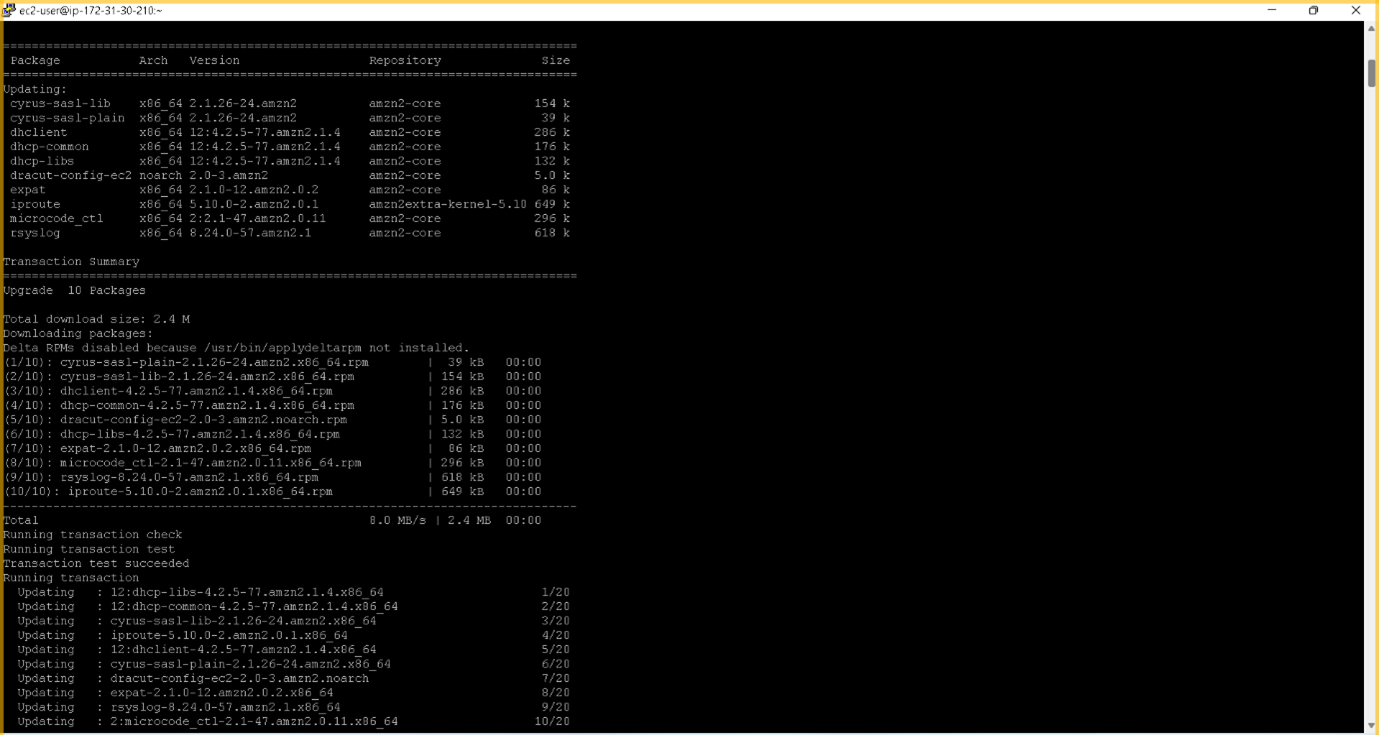 ec2-user@ip-172-31-30-210:~
================================================================================
Package Arch Version Repository Size
================================================================================
Updating:
cyrus-sasl-lib x86_64 2.1.26-24.amzn2 amzn2-core 154 k
cyrus-sasl-plain x86_64 2.1.26-24.amzn2 amzn2-core 39 k
dhclient x86_64 12:4.2.5-77.amzn2.1.4 amzn2-core 286 k
dhcp-common x86_64 12:4.2.5-77.amzn2.1.4 amzn2-core 176 k
dhcp-libs x86_64 12:4.2.5-77.amzn2.1.4 amzn2-core 132 k
dracut-config-ec2 noarch 2.0-3.amzn2 amzn2-core 5.0 k
expat x86_64 2.1.0-12.amzn2.0.2 amzn2-core 86 k
iproute x86_64 5.10.0-2.amzn2.0.1 amzn2extra-kernel-5.10 649 k
microcode_ctl x86_64 2:2.1-47.amzn2.0.11 amzn2-core 296 k
rsyslog x86_64 8.24.0-57.amzn2.1 amzn2-core 618 k
Transaction Summary
================================================================================
Upgrade 10 Packages
Total download size: 2.4 M
Downloading packages:
Delta RPMs disabled because /usr/bin/applydeltarpm not installed.
(1/10): cyrus-sasl-plain-2.1.26-24.amzn2.x86_64.rpm | 39 kB 00:00
(2/10): cyrus-sasl-lib-2.1.26-24.amzn2.x86_64.rpm | 154 kB 00:00
(3/10): dhclient-4.2.5-77.amzn2.1.4.x86_64.rpm | 286 kB 00:00
(4/10): dhcp-common-4.2.5-77.amzn2.1.4.x86_64.rpm | 176 kB 00:00
(5/10): dracut-config-ec2-2.0-3.amzn2.noarch.rpm | 5.0 kB 00:00
(6/10): dhcp-libs-4.2.5-77.amzn2.1.4.x86_64.rpm | 132 kB 00:00
(7/10): expat-2.1.0-12.amzn2.0.2.x86_64.rpm | 86 kB 00:00
(8/10): microcode_ctl-2.1-47.amzn2.0.11.x86_64.rpm | 296 kB 00:00
(9/10): rsyslog-8.24.0-57.amzn2.1.x86_64.rpm | 618 kB 00:00
(10/10): iproute-5.10.0-2.amzn2.0.1.x86_64.rpm | 649 kB 00:00
--------------------------------------------------------------------------------
Total 8.0 MB/s | 2.4 MB 00:00
Running transaction check
Running transaction test
Transaction test succeeded
Running transaction
Updating : 12:dhcp-libs-4.2.5-77.amzn2.1.4.x86_64 1/20
Updating : 12:dhcp-common-4.2.5-77.amzn2.1.4.x86_64 2/20
Updating : cyrus-sasl-lib-2.1.26-24.amzn2.x86_64 3/20
Updating : iproute-5.10.0-2.amzn2.0.1.x86_64 4/20
Updating : 12:dhclient-4.2.5-77.amzn2.1.4.x86_64 5/20
Updating : cyrus-sasl-plain-2.1.26-24.amzn2.x86_64 6/20
Updating : dracut-config-ec2-2.0-3.amzn2.noarch 7/20
Updating : expat-2.1.0-12.amzn2.0.2.x86_64 8/20
Updating : rsyslog-8.24.0-57.amzn2.1.x86_64 9/20
Updating : 2:microcode_ctl-2.1-47.amzn2.0.11.x86_64 10/20